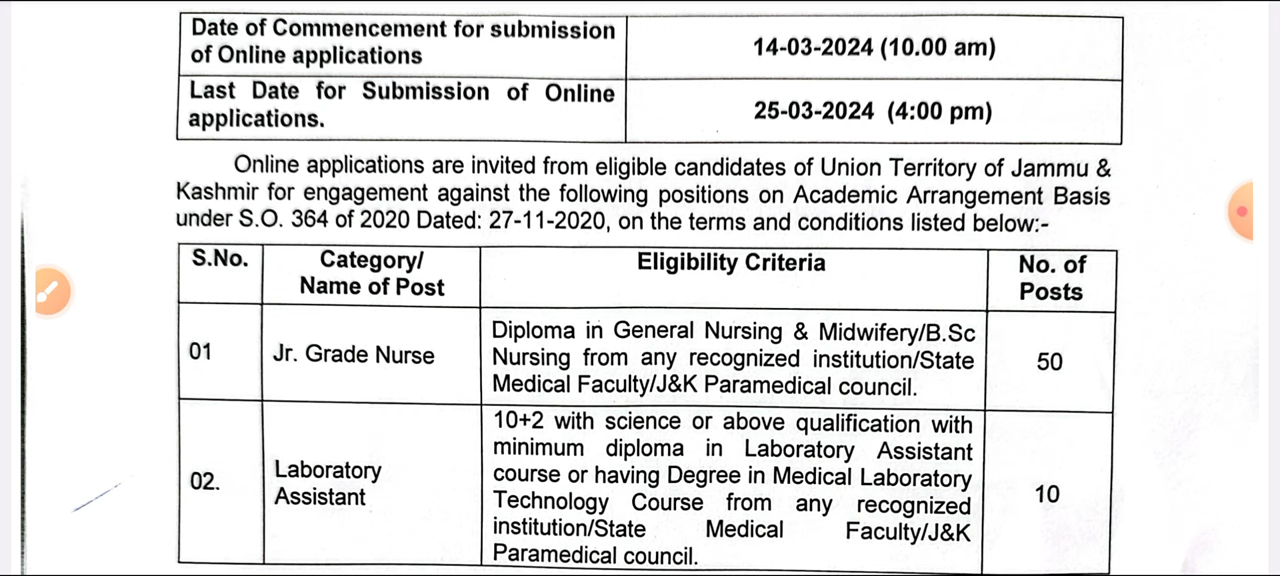 Date of Commencement for submission
of Online applications
14-03-2024 (10.00 am)
Last Date for Submission of Online
applications.
25-03-2024 (4:00 pm)
Online applications are invited from eligible candidates of Union Territory of Jammu &
Kashmir for engagement against the following positions on Academic Arrangement Basis
under S.O. 364 of 2020 Dated: 27-11-2020, on the terms and conditions listed below:-
S.No.
Category/
Name of Post
Eligibility Criteria
No. of
Posts
01
Jr. Grade Nurse
Diploma in General Nursing & Midwifery/B.Sc
Nursing from any recognized institution/State
Medical Faculty/J&K Paramedical council.
50
02.
Laboratory
Assistant
10+2 with science or above qualification with
minimum diploma in Laboratory Assistant
course or having Degree in Medical Laboratory
Technology Course from any recognized
institution/State Medical Faculty/J&K
Paramedical council.
10